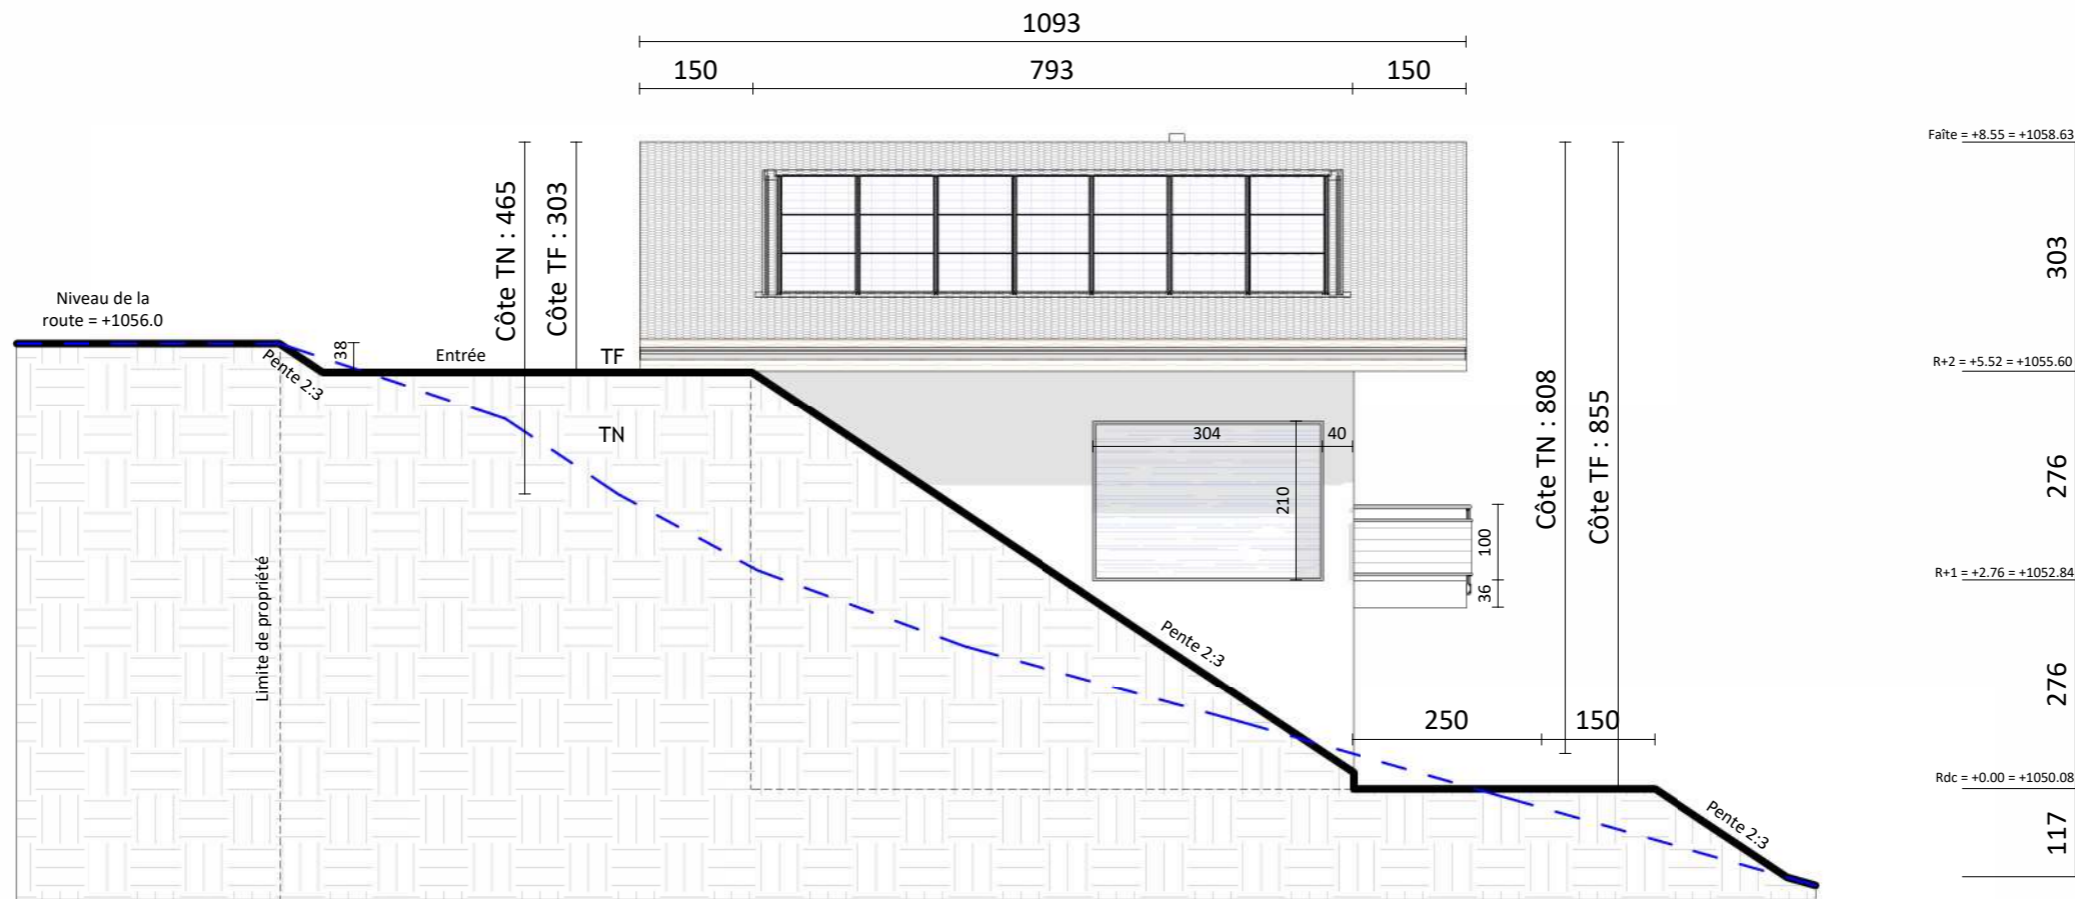 1093
150
793
150
Faîte = +8.55 = +1058.63
Côte TN : 465
Côte TF : 303
303
Niveau de la
route = +1056.0
38
Pente 2:3
Entrée
TF
R+2 = +5.52 = +1055.60
TN
304
40
210
Côte TN : 808
Côte TF : 855
276
100
36
R+1 = +2.76 = +1052.84
Limite de propriété
Pente 2:3
276
250
150
Rdc = +0.00 = +1050.08
Pente 2:3
117